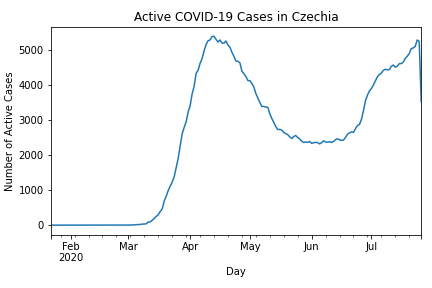 Active COVID-19 Cases in Czechia
5000
4000
3000
2000
1000
0
Number of Active Cases
Feb
2020
Mar
Apr
May
Jun
Jul
Day